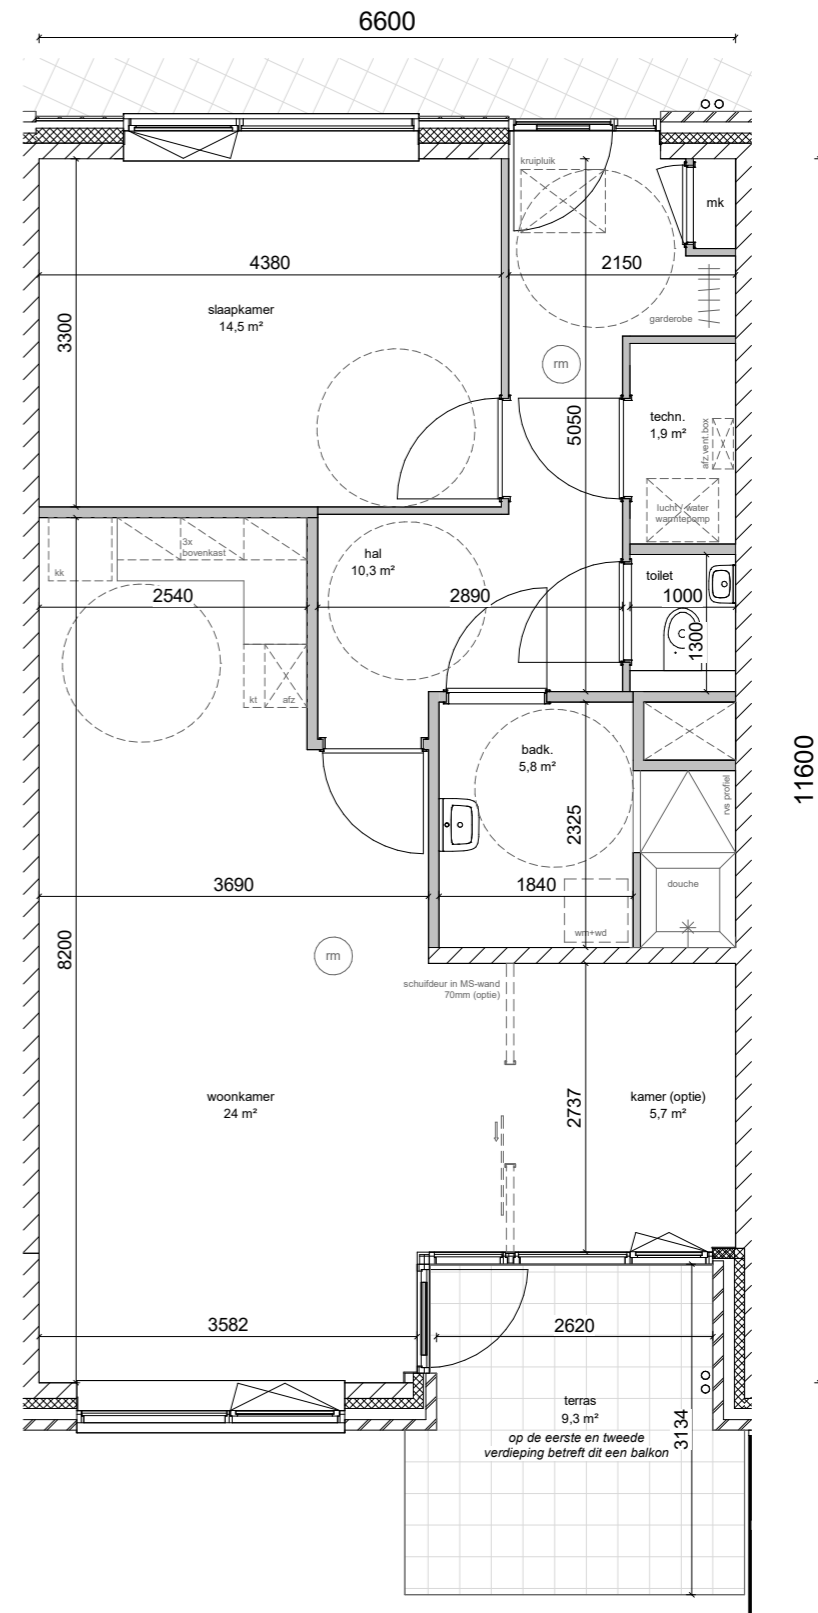 6600
kruipluik
mk
4380
2150
slaapkamer
14,5 m²
3300
garderobe
rm
5050
techn.
1,9 m²
afz.vent.box
lucht / water
warmtepomp
3x
bovenkast
kk
hal
10,3 m²
toilet
2540
2890
1000
1300
kt
afz
badk.
5,8 m²
11600
rvs profiel
2325
3690
1840
douche
8200
wm+wd
rm
schuifdeur in MS-wand
70mm (optie)
woonkamer
24 m²
2737
kamer (optie)
5,7 m²
3582
2620
terras
9,3 m²
op de eerste en tweede
verdieping betreft dit een balkon
3134